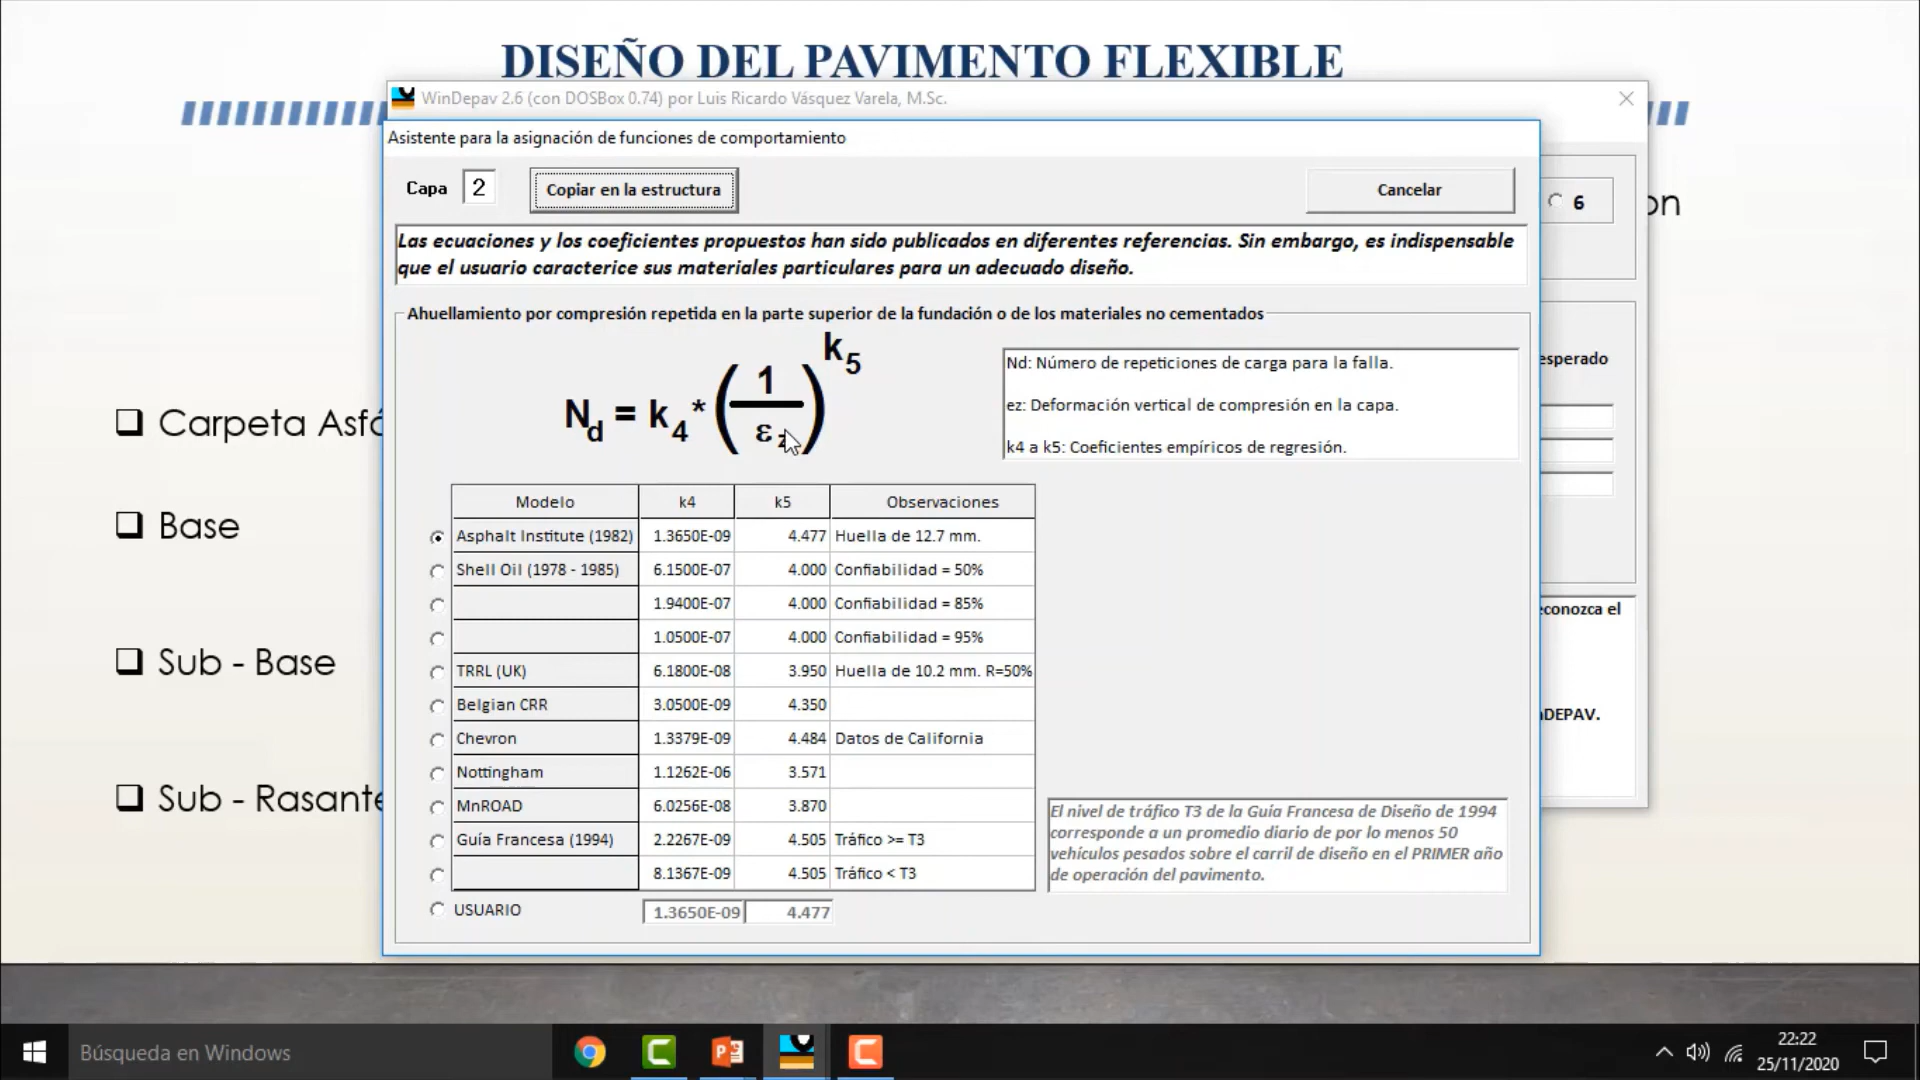 DISEÑO DEL PAVIMENTO FLEXIBLE
WinDepav 2.6 (con DOSBox 0.74) por Luis Ricardo Vásquez Varela, M.Sc.
Asistente para la asignación de funciones de comportamiento
Capa 2 Copiar en la estructura Cancelar
6
on
Las ecuaciones y los coeficientes propuestos han sido publicados en diferentes referencias. Sin embargo, es indispensable
que el usuario caracterice sus materiales particulares para un adecuado diseño.
Ahuellamiento por compresión repetida en la parte superior de la fundación o de los materiales no cementados
N_d = k_4 * (1 / ε_z)^k_5
Nd: Número de repeticiones de carga para la falla.
ez: Deformación vertical de compresión en la capa.
k4 a k5: Coeficientes empíricos de regresión.
esperado
Carpeta Asfá
Base
Sub - Base
Sub - Rasante
Modelo k4 k5 Observaciones
Asphalt Institute (1982) 1.3650E-09 4.477 Huella de 12.7 mm.
Shell Oil (1978 - 1985) 6.1500E-07 4.000 Confiabilidad = 50%
1.9400E-07 4.000 Confiabilidad = 85%
1.0500E-07 4.000 Confiabilidad = 95%
TRRL (UK) 6.1800E-08 3.950 Huella de 10.2 mm. R=50%
Belgian CRR 3.0500E-09 4.350
Chevron 1.3379E-09 4.484 Datos de California
Nottingham 1.1262E-06 3.571
MnROAD 6.0256E-08 3.870
Guía Francesa (1994) 2.2267E-09 4.505 Tráfico >= T3
8.1367E-09 4.505 Tráfico < T3
USUARIO 1.3650E-09 4.477
El nivel de tráfico T3 de la Guía Francesa de Diseño de 1994
corresponde a un promedio diario de por lo menos 50
vehículos pesados sobre el carril de diseño en el PRIMER año
de operación del pavimento.
econozca el
nDEPAV.
Búsqueda en Windows
22:22
25/11/2020